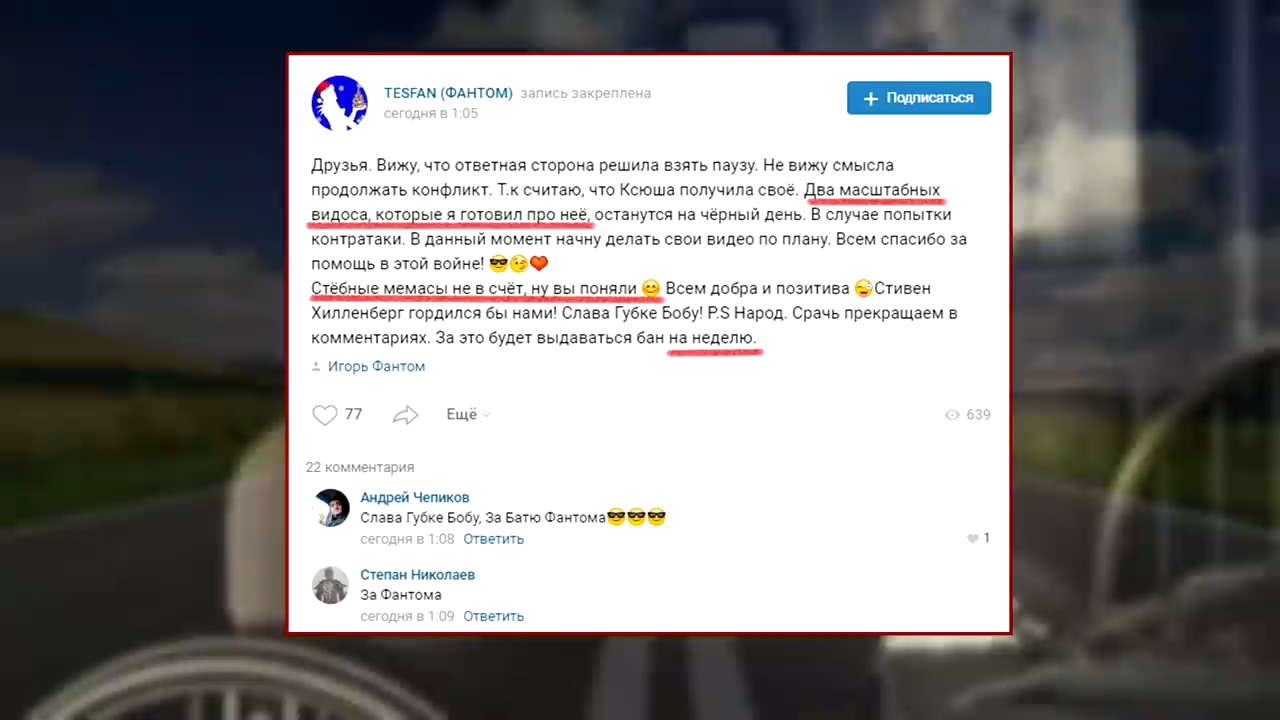 TESFAN (ФАНТОМ) запись закреплена
сегодня в 1:05
Подписаться
Друзья. Вижу, что ответная сторона решила взять паузу. Не вижу смысла
продолжать конфликт. Т.к считаю, что Ксюша получила своё. Два масштабных
видоса, которые я готовил про неё, останутся на чёрный день. В случае попытки
контратаки. В данный момент начну делать свои видео по плану. Всем спасибо за
помощь в этой войне! 😎😉❤
Стёбные мемасы не в счёт, ну вы поняли 😊 Всем добра и позитива 😜Стивен
Хилленберг гордился бы нами! Слава Губке Бобу! P.S Народ. Срачь прекращаем в
комментариях. За это будет выдаваться бан на неделю.
Игорь Фантом
77 Ещё 639
22 комментария
Андрей Чепиков
Слава Губке Бобу, За Батю Фантома😎😎😎
сегодня в 1:08 Ответить 1
Степан Николаев
За Фантома
сегодня в 1:09 Ответить